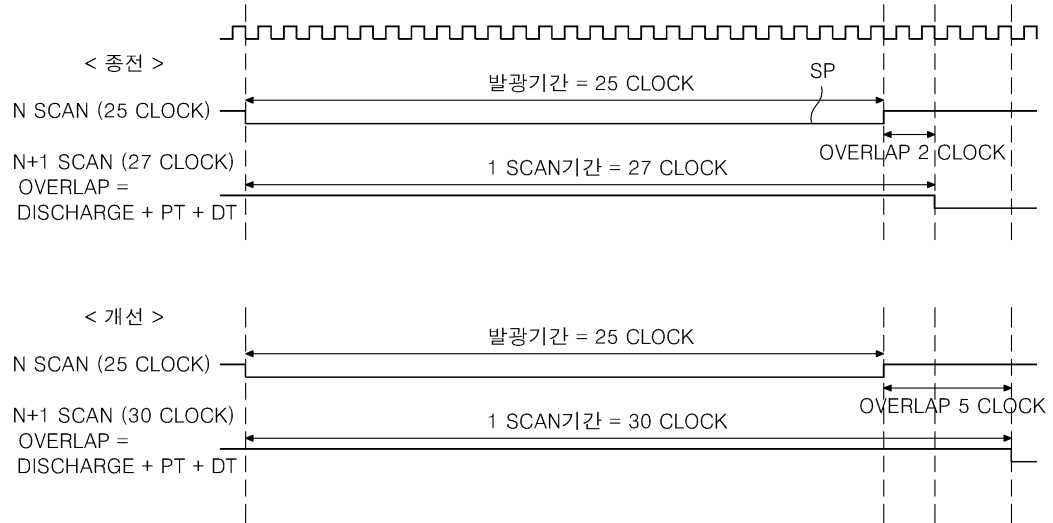 < 종전 >
발광기간 = 25 CLOCK
SP
N SCAN (25 CLOCK)
OVERLAP 2 CLOCK
N+1 SCAN (27 CLOCK)
1 SCAN기간 = 27 CLOCK
OVERLAP =
DISCHARGE + PT + DT
< 개선 >
발광기간 = 25 CLOCK
N SCAN (25 CLOCK)
OVERLAP 5 CLOCK
N+1 SCAN (30 CLOCK)
1 SCAN기간 = 30 CLOCK
OVERLAP =
DISCHARGE + PT + DT